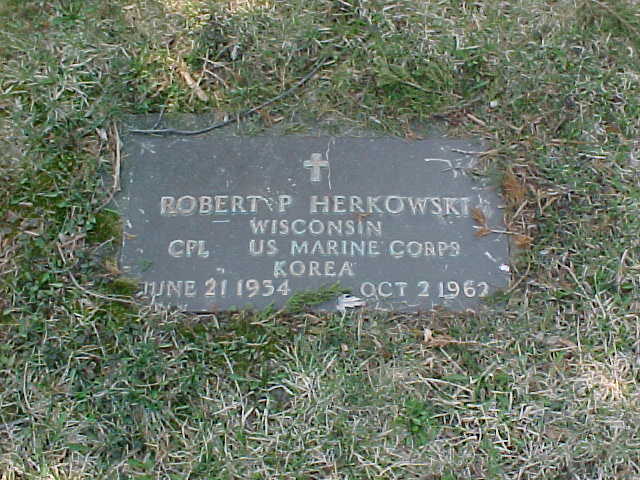 ROBERT P HERKOWSKI
WISCONSIN
CPL US MARINE CORPS
KOREA
JUNE 21 1934 OCT 2 1962